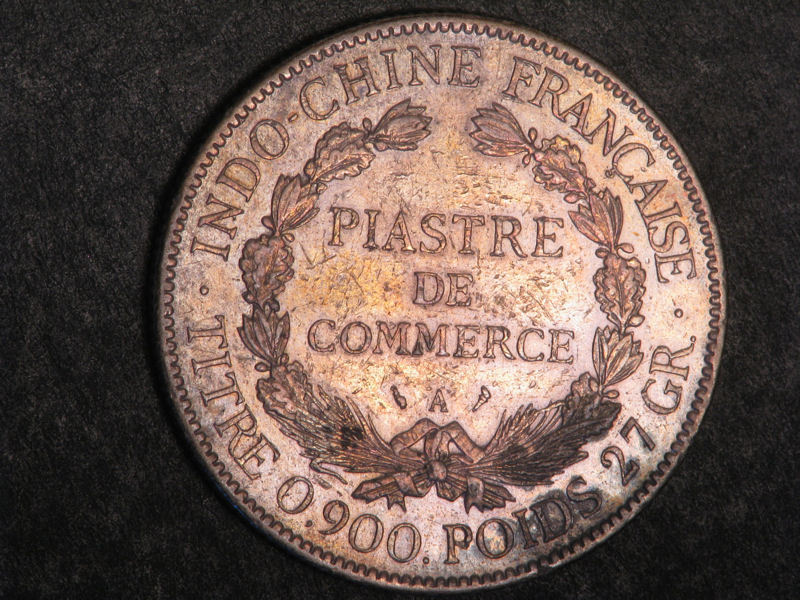 INDO-CHINE FRANÇAISE
PIASTRE
DE
COMMERCE
A
· TITRE 0.900. POIDS 27 GR. ·